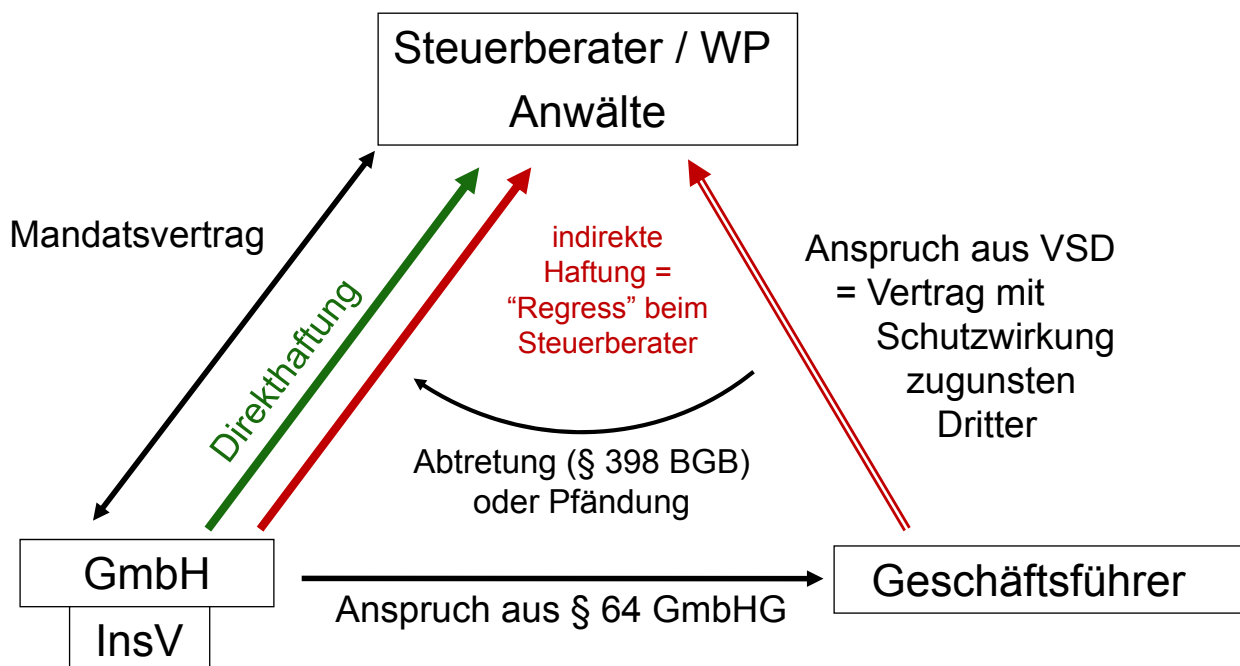 Steuerberater / WP
Anwälte
Mandatsvertrag
Direkthaftung
indirekte
Haftung =
“Regress” beim
Steuerberater
Anspruch aus VSD
= Vertrag mit
Schutzwirkung
zugunsten
Dritter
Abtretung (§ 398 BGB)
oder Pfändung
GmbH
InsV
Anspruch aus § 64 GmbHG
Geschäftsführer